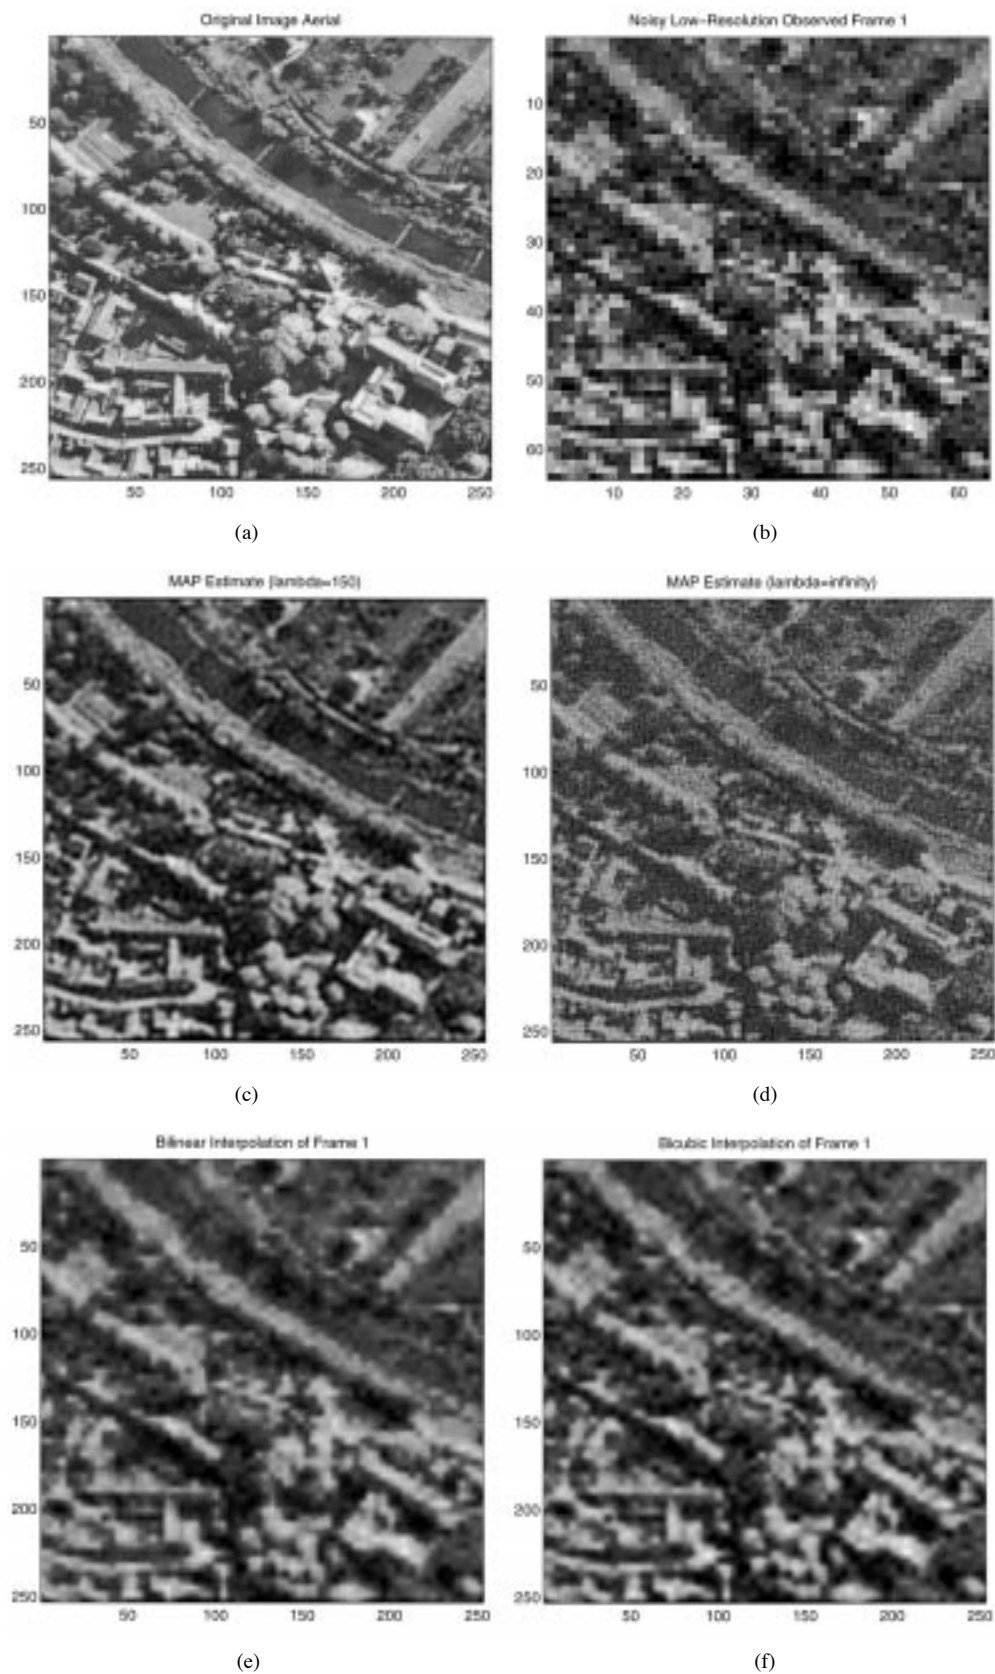 Original Image Aerial
Noisy Low-Resolution Observed Frame 1
50
100
150
200
250
50 100 150 200 250
10
20
30
40
50
60
10 20 30 40 50 60
(a)
(b)
MAP Estimate (lambda=150)
MAP Estimate (lambda=infinity)
50
100
150
200
250
50 100 150 200 250
50
100
150
200
250
50 100 150 200 250
(c)
(d)
Bilinear Interpolation of Frame 1
Bicubic Interpolation of Frame 1
50
100
150
200
250
50 100 150 200 250
50
100
150
200
250
50 100 150 200 250
(e)
(f)